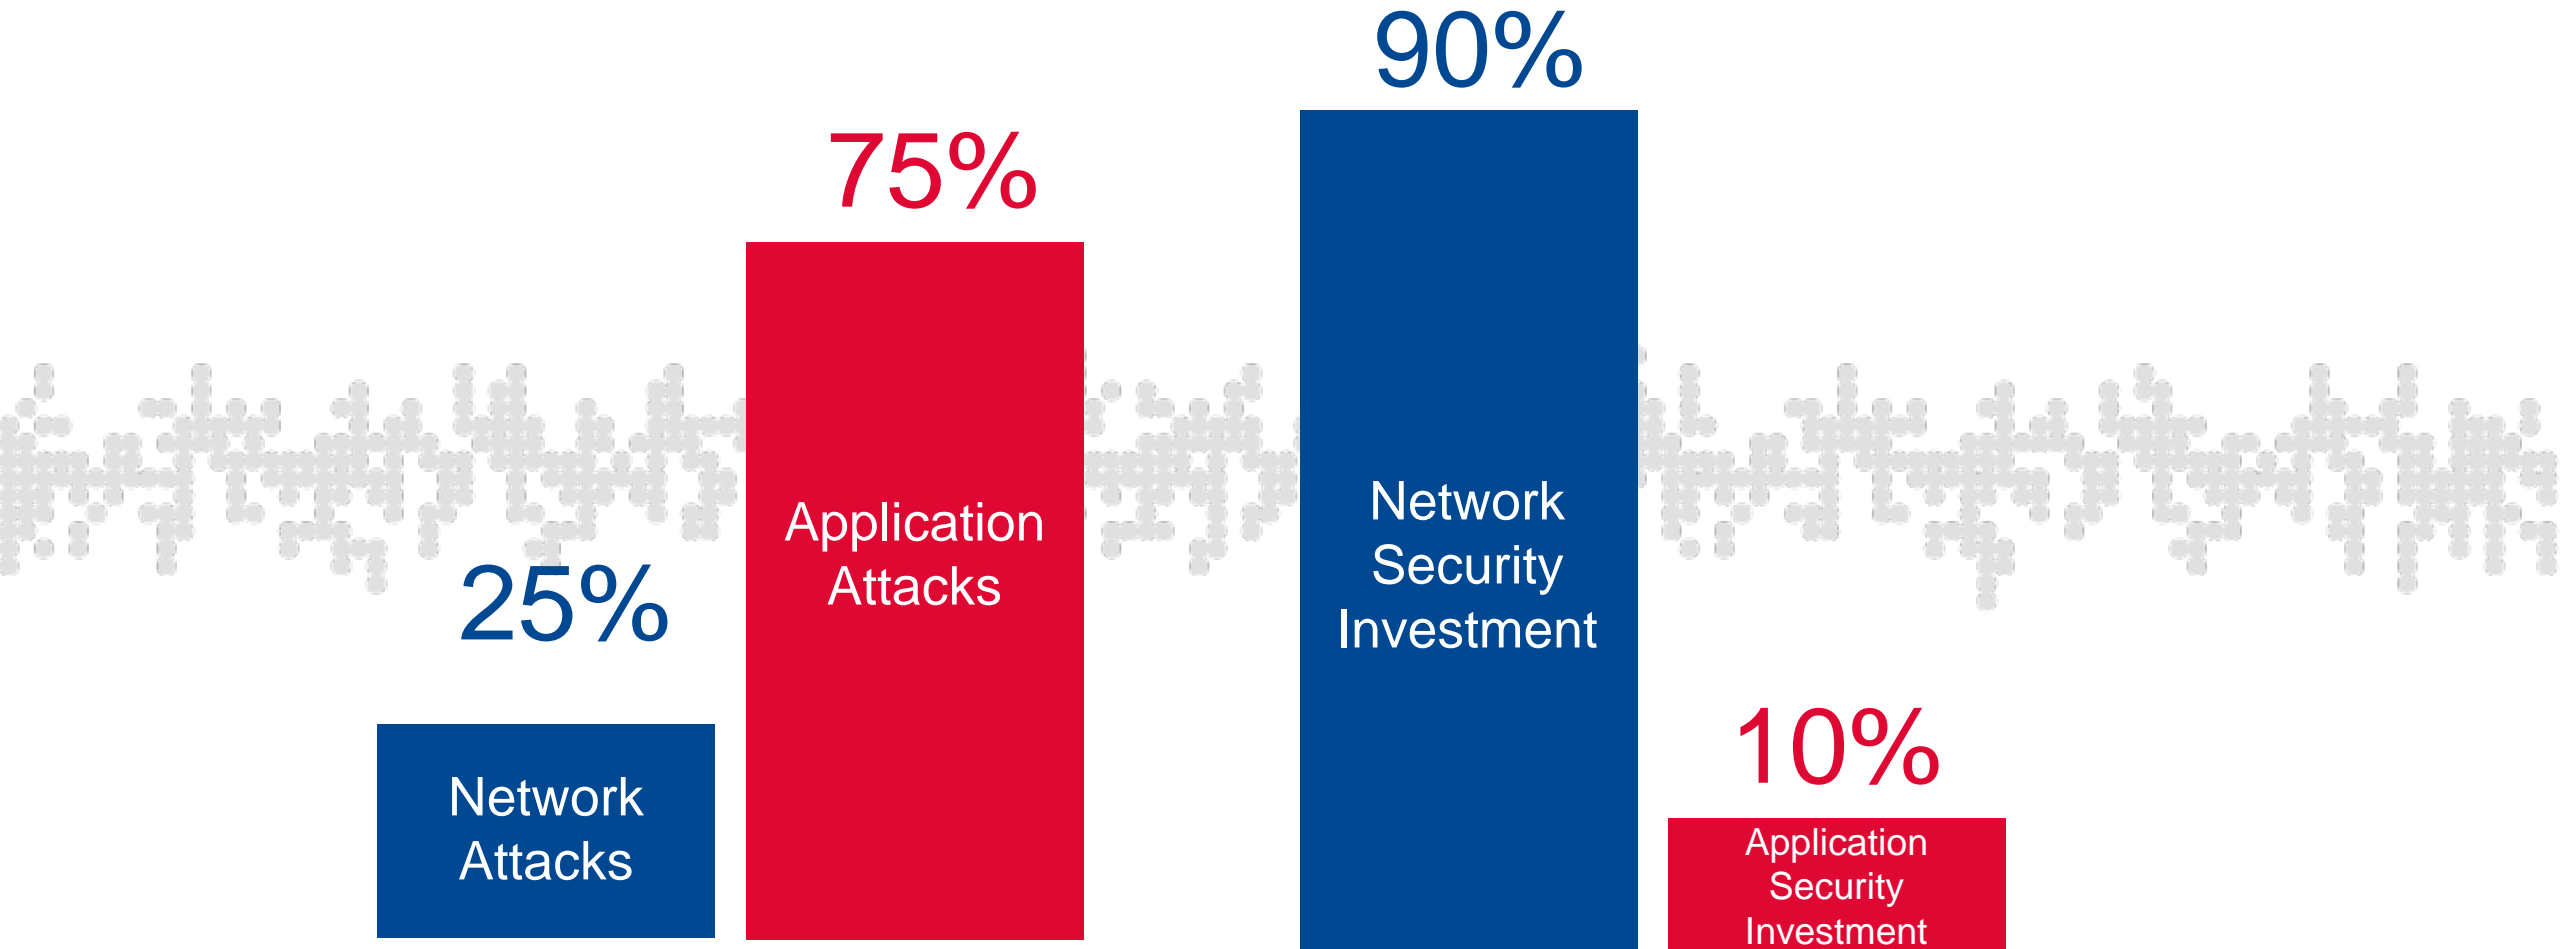 25%
Network
Attacks
75%
Application
Attacks
90%
Network
Security
Investment
10%
Application
Security
Investment